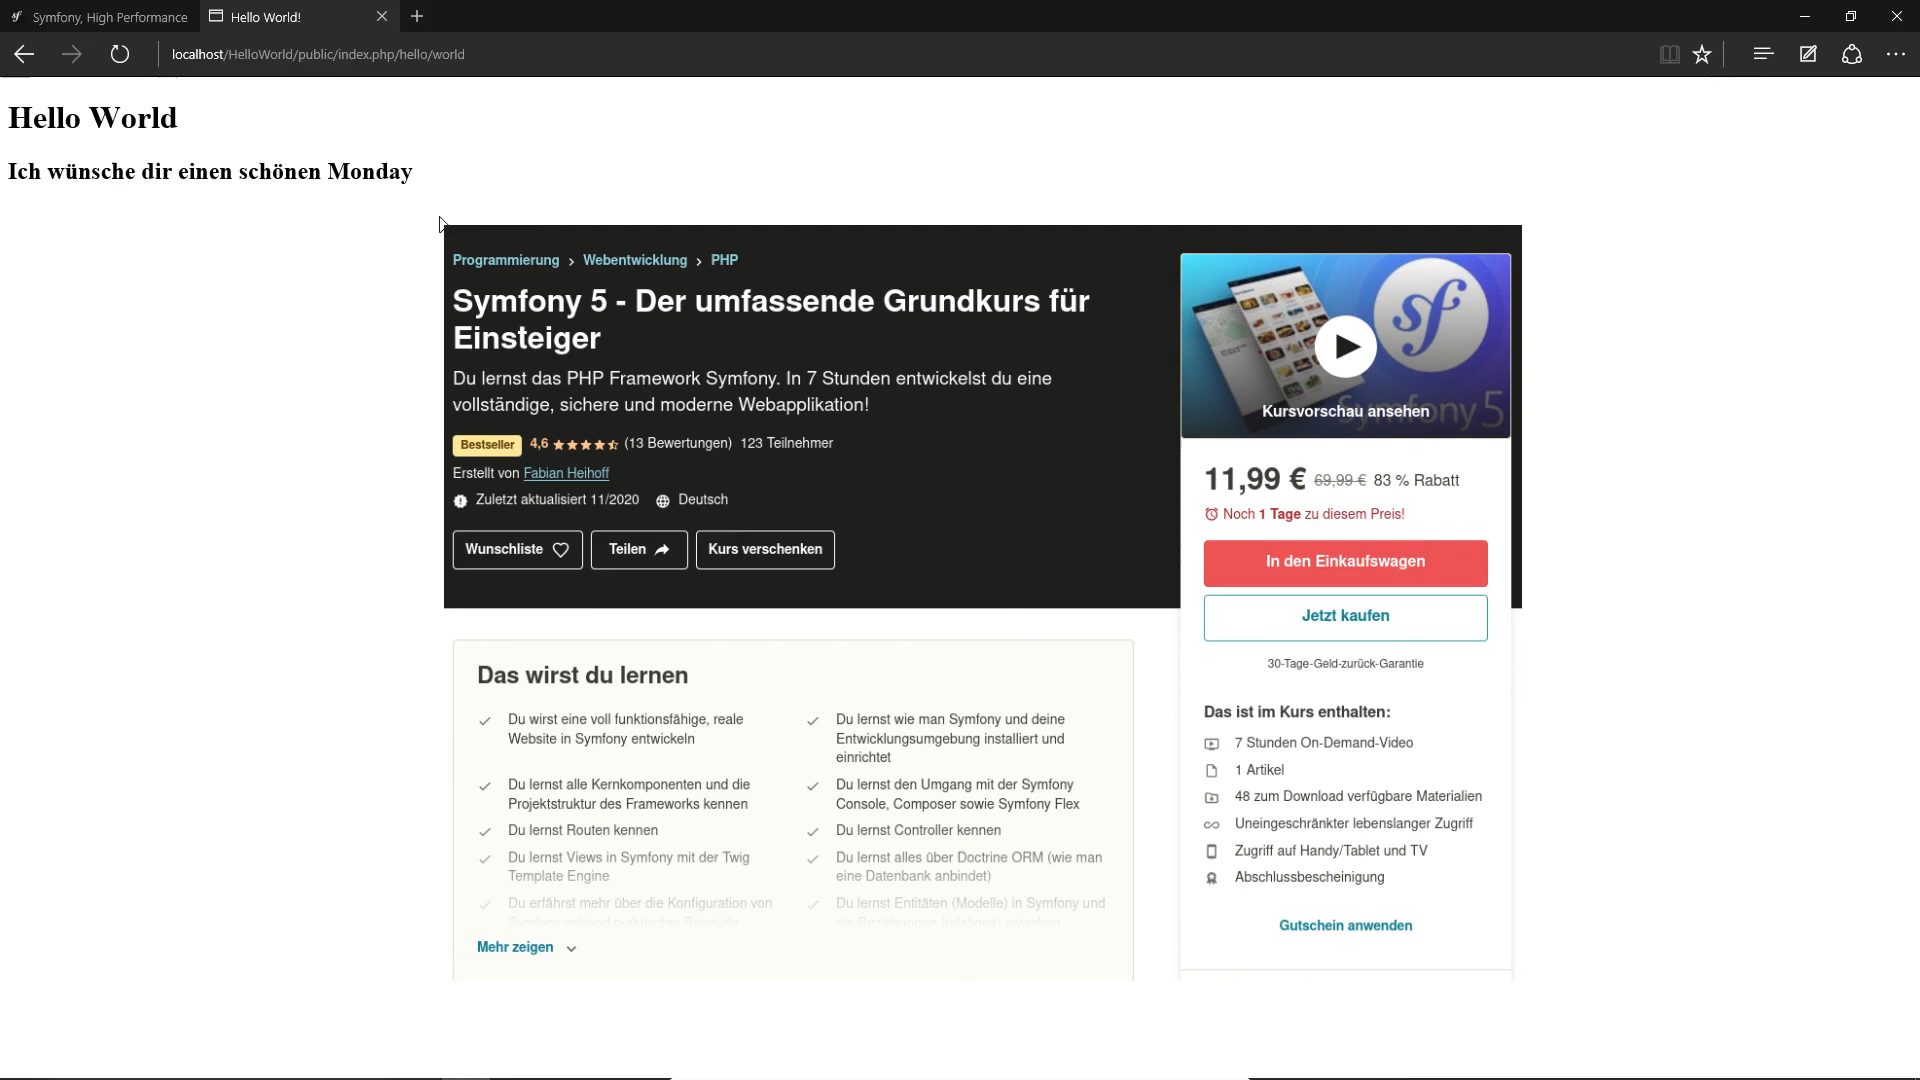 Symfony, High Performance
Hello World!
localhost/HelloWorld/public/index.php/hello/world
Hello World
Ich wünsche dir einen schönen Monday
Programmierung > Webentwicklung > PHP
Symfony 5 - Der umfassende Grundkurs für
Einsteiger
Du lernst das PHP Framework Symfony. In 7 Stunden entwickelst du eine
vollständige, sichere und moderne Webapplikation!
Bestseller 4,6 (13 Bewertungen) 123 Teilnehmer
Erstellt von Fabian Heihoff
Zuletzt aktualisiert 11/2020 Deutsch
Wunschliste Teilen Kurs verschenken
Das wirst du lernen
Du wirst eine voll funktionsfähige, reale
Website in Symfony entwickeln
Du lernst wie man Symfony und deine
Entwicklungsumgebung installiert und
einrichtet
Du lernst alle Kernkomponenten und die
Projektstruktur des Frameworks kennen
Du lernst den Umgang mit der Symfony
Console, Composer sowie Symfony Flex
Du lernst Routen kennen
Du lernst Controller kennen
Du lernst Views in Symfony mit der Twig
Template Engine
Du lernst alles über Doctrine ORM (wie man
eine Datenbank anbindet)
Du erfährst mehr über die Konfiguration von
Symfony anhand praktischer Beispiele
Du lernst Entitäten (Modelle) in Symfony und
die Beziehungen (relations) zwischen
Mehr zeigen
Symfony 5
Kursvorschau ansehen
11,99 € 69,99 € 83 % Rabatt
Noch 1 Tage zu diesem Preis!
In den Einkaufswagen
Jetzt kaufen
30-Tage-Geld-zurück-Garantie
Das ist im Kurs enthalten:
7 Stunden On-Demand-Video
1 Artikel
48 zum Download verfügbare Materialien
Uneingeschränkter lebenslanger Zugriff
Zugriff auf Handy/Tablet und TV
Abschlussbescheinigung
Gutschein anwenden